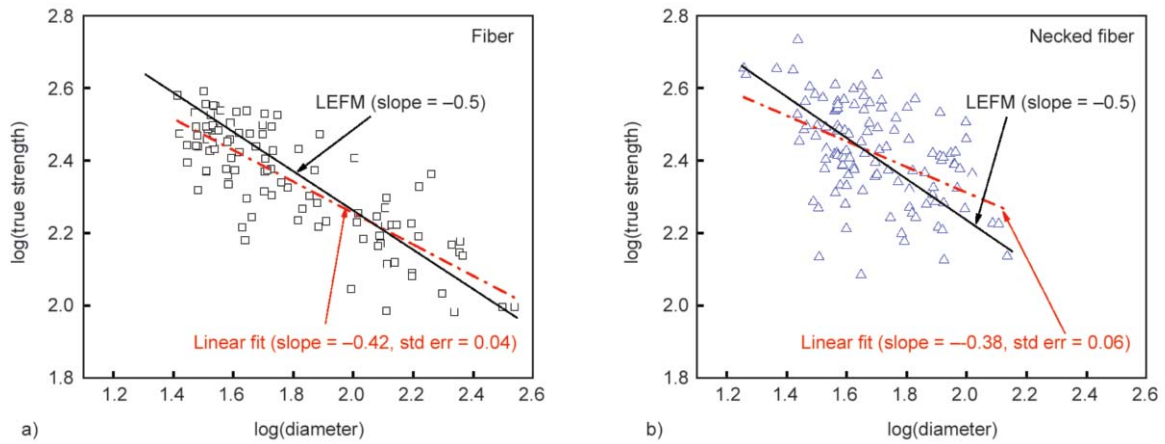 2.8
2.6
2.4
2.2
2.0
1.8
log(true strength)
Fiber
LEFM (slope = –0.5)
Linear fit (slope = –0.42, std err = 0.04)
1.2 1.4 1.6 1.8 2.0 2.2 2.4 2.6
a) log(diameter)
2.8
2.6
2.4
2.2
2.0
1.8
log(true strength)
Necked fiber
LEFM (slope = –0.5)
Linear fit (slope = –-0.38, std err = 0.06)
1.2 1.4 1.6 1.8 2.0 2.2 2.4 2.6
b) log(diameter)